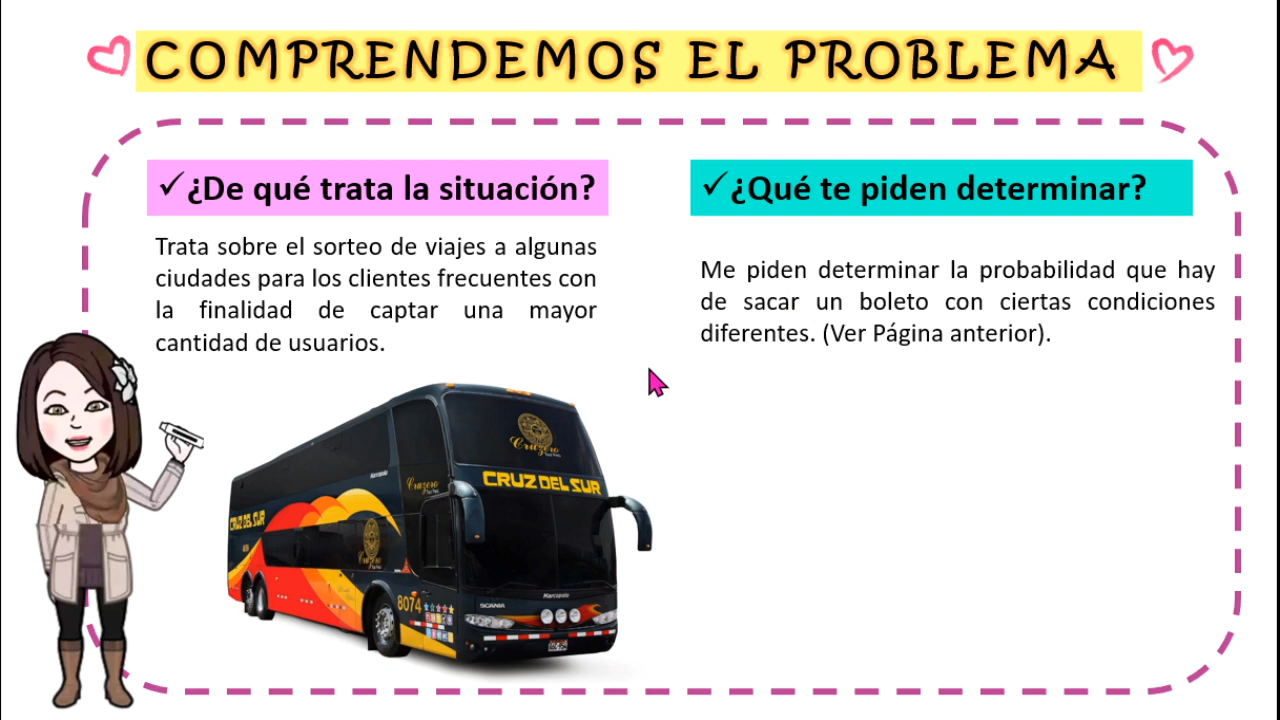 COMPRENDEMOS EL PROBLEMA
✓¿De qué trata la situación?
Trata sobre el sorteo de viajes a algunas
ciudades para los clientes frecuentes con
la finalidad de captar una mayor
cantidad de usuarios.
✓¿Qué te piden determinar?
Me piden determinar la probabilidad que hay
de sacar un boleto con ciertas condiciones
diferentes. (Ver Página anterior).
Cruzero
CRUZ DEL SUR
Marcopolo
Cruzero
CRUZ DEL SUR
Cruzero
8074
SCANIA
Marcopolo